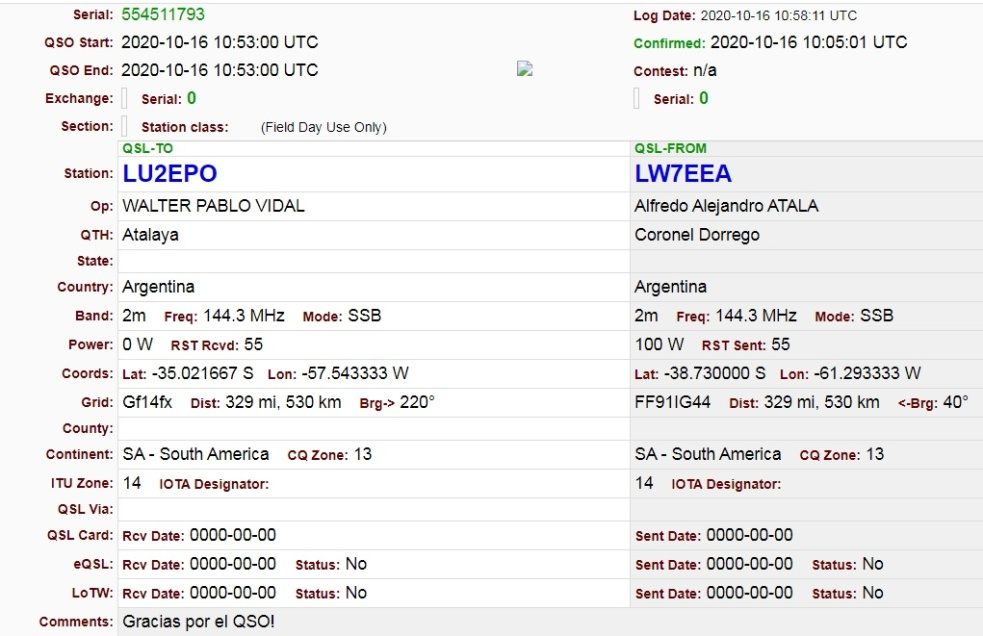 Serial: 554511793 Log Date: 2020-10-16 10:58:11 UTC
QSO Start: 2020-10-16 10:53:00 UTC Confirmed: 2020-10-16 10:05:01 UTC
QSO End: 2020-10-16 10:53:00 UTC Contest: n/a
Exchange: Serial: 0 Serial: 0
Section: Station class: (Field Day Use Only)
QSL-TO QSL-FROM
Station: LU2EPO LW7EEA
Op: WALTER PABLO VIDAL Alfredo Alejandro ATALA
QTH: Atalaya Coronel Dorrego
State:
Country: Argentina Argentina
Band: 2m Freq: 144.3 MHz Mode: SSB 2m Freq: 144.3 MHz Mode: SSB
Power: 0 W RST Rcvd: 55 100 W RST Sent: 55
Coords: Lat: -35.021667 S Lon: -57.543333 W Lat: -38.730000 S Lon: -61.293333 W
Grid: Gf14fx Dist: 329 mi, 530 km Brg-> 220° FF91IG44 Dist: 329 mi, 530 km <-Brg: 40°
County:
Continent: SA - South America CQ Zone: 13 SA - South America CQ Zone: 13
ITU Zone: 14 IOTA Designator: 14 IOTA Designator:
QSL Via:
QSL Card: Rcv Date: 0000-00-00 Sent Date: 0000-00-00
eQSL: Rcv Date: 0000-00-00 Status: No Sent Date: 0000-00-00 Status: No
LoTW: Rcv Date: 0000-00-00 Status: No Sent Date: 0000-00-00 Status: No
Comments: Gracias por el QSO!